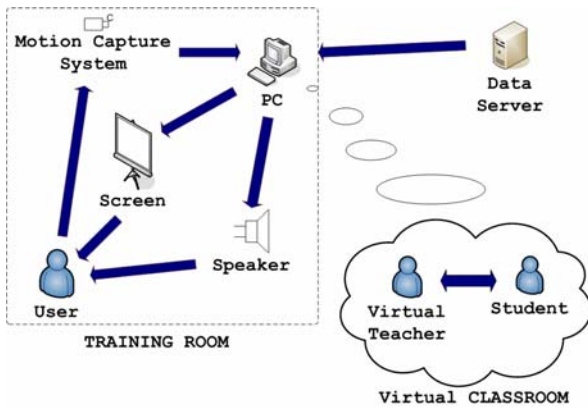 Motion Capture
System
PC
Data
Server
Screen
Speaker
User
TRAINING ROOM
Virtual
Teacher
Student
Virtual CLASSROOM